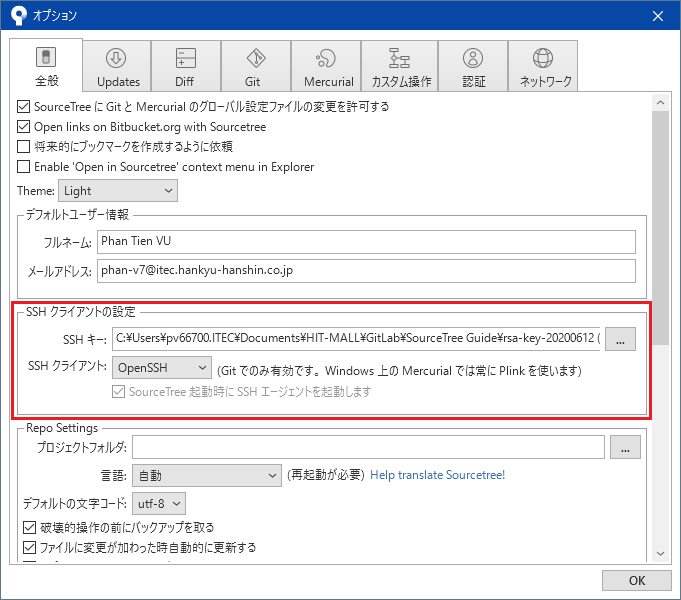 オプション
全般
Updates
Diff
Git
Mercurial
カスタム操作
認証
ネットワーク
SourceTree に Git と Mercurial のグローバル設定ファイルの変更を許可する
Open links on Bitbucket.org with Sourcetree
将来的にブックマークを作成するように依頼
Enable 'Open in Sourcetree' context menu in Explorer
Theme: Light
デフォルトユーザー情報
フルネーム: Phan Tien VU
メールアドレス: phan-v7@itec.hankyu-hanshin.co.jp
SSH クライアントの設定
SSH キー: C:¥Users¥pv66700.ITEC¥Documents¥HIT-MALL¥GitLab¥SourceTree Guide¥rsa-key-20200612 ( ...
SSH クライアント: OpenSSH (Git でのみ有効です。 Windows 上の Mercurial では常に Plink を使います)
SourceTree 起動時に SSH エージェントを起動します
Repo Settings
プロジェクトフォルダ: ...
言語: 自動 (再起動が必要) Help translate Sourcetree!
デフォルトの文字コード: utf-8
破壊的操作の前にバックアップを取る
ファイルに変更が加わった時自動的に更新する
OK